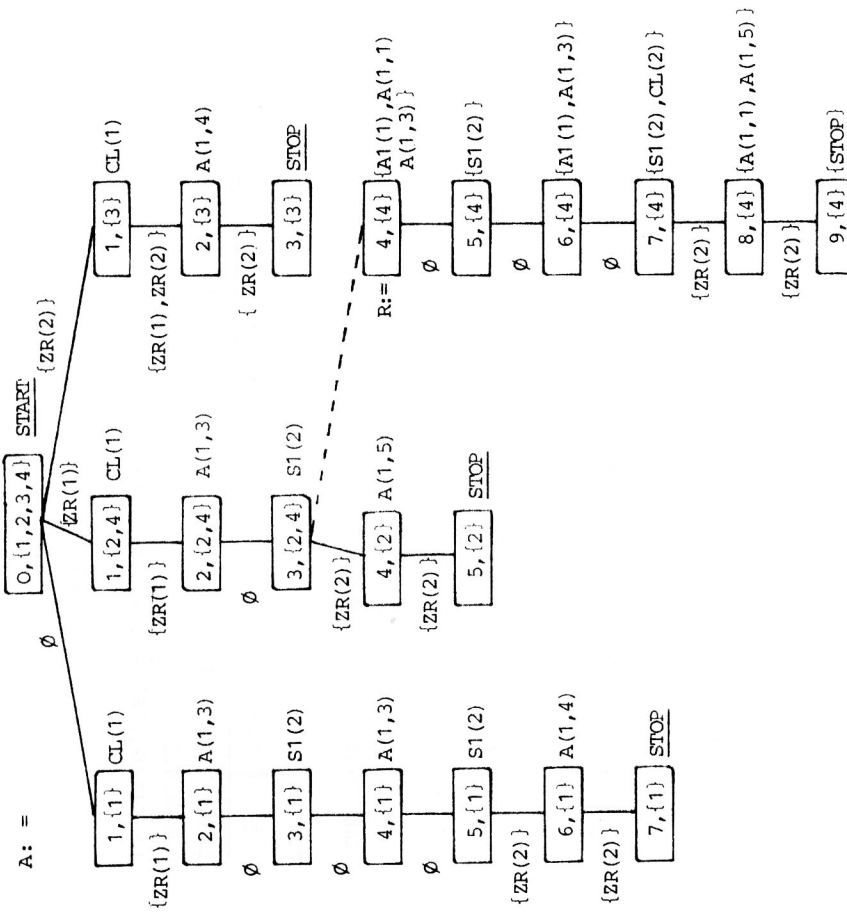 A: =
0,{1,2,3,4} START
∅
{ZR(1)}
{ZR(2)}
1,{1} CL(1)
{ZR(1)}
2,{1} A(1,3)
∅
3,{1} S1(2)
∅
4,{1} A(1,3)
∅
5,{1} S1(2)
{ZR(2)}
6,{1} A(1,4)
{ZR(2)}
7,{1} STOP
1,{2,4} CL(1)
{ZR(1)}
2,{2,4} A(1,3)
∅
3,{2,4} S1(2)
{ZR(2)}
4,{2} A(1,5)
{ZR(2)}
5,{2} STOP
1,{3} CL(1)
{ZR(1),ZR(2)}
2,{3} A(1,4)
{ ZR(2)}
3,{3} STOP
R:=
4,{4} {A1(1),A(1,1)
A(1,3)}
∅
5,{4} {S1(2)}
∅
6,{4} {A1(1),A(1,3)}
∅
7,{4} {S1(2),CL(2)}
{ZR(2)}
8,{4} {A(1,1),A(1,5)}
{ZR(2)}
9,{4} {STOP}